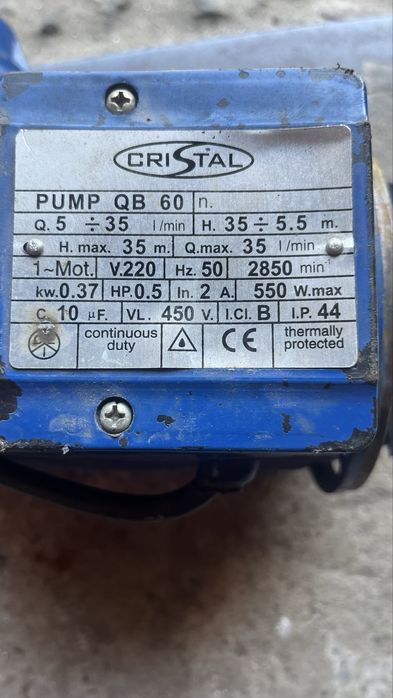 CRISTAL
PUMP QB 60 n.
Q. 5 ÷ 35 l/min H. 35 ÷ 5.5 m.
H. max. 35 m. Q.max. 35 l/min
1~Mot. V.220 Hz. 50 2850 min
kw. 0.37 HP. 0.5 In. 2 A. 550 W.max
C. 10 µF. VL. 450 V. I.Cl. B I.P. 44
continuous duty CE thermally protected